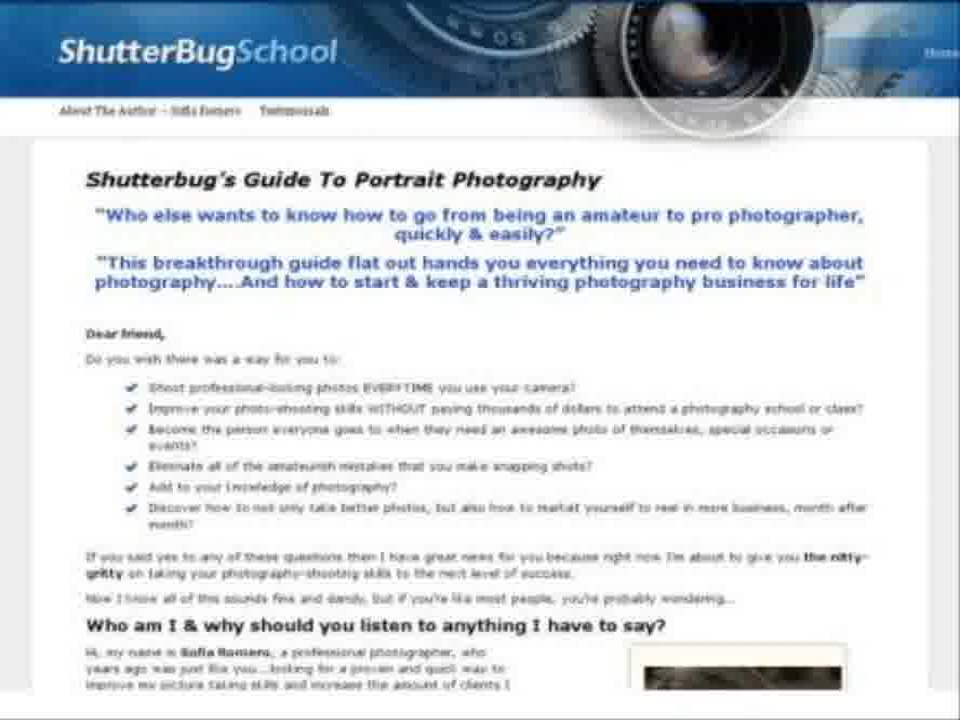 ShutterBugSchool
Home
About The Author – Sofia Romero Testimonials
Shutterbug's Guide To Portrait Photography
"Who else wants to know how to go from being an amateur to pro photographer,
quickly & easily?"
"This breakthrough guide flat out hands you everything you need to know about
photography....And how to start & keep a thriving photography business for life"
Dear friend,
Do you wish there was a way for you to:
Shoot professional-looking photos EVERYTIME you use your camera?
Improve your photo-shooting skills WITHOUT paying thousands of dollars to attend a photography school or class?
Become the person everyone goes to when they need an awesome photo of themselves, special occasions or
events?
Eliminate all of the amateurish mistakes that you make snapping shots?
Add to your knowledge of photography?
Discover how to not only take better photos, but also how to market yourself to reel in more business, month after
month?
If you said yes to any of these questions then I have great news for you because right now I'm about to give you the nitty-
gritty on taking your photography-shooting skills to the next level of success.
Now I know all of this sounds fine and dandy, but if you're like most people, you're probably wondering...
Who am I & why should you listen to anything I have to say?
Hi, my name is Sofia Romero, a professional photographer, who
years ago was just like you...looking for a proven and quick way to
improve my picture taking skills and increase the amount of clients I